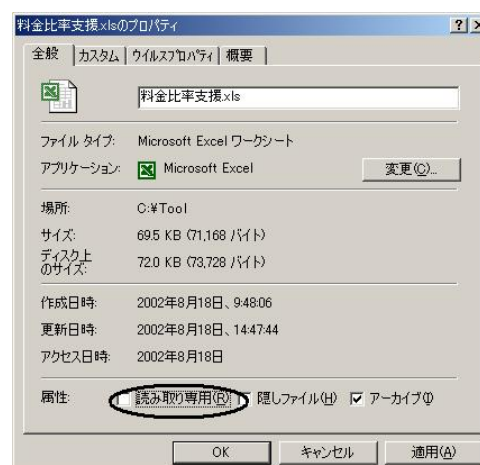 料金比率支援.xlsのプロパティ
全般 カスタム ウイルスプロパティ 概要
料金比率支援.xls
ファイル タイプ: Microsoft Excel ワークシート
アプリケーション: Microsoft Excel 変更(C)...
場所: C:¥Tool
サイズ: 69.5 KB (71,168 バイト)
ディスク上
のサイズ: 72.0 KB (73,728 バイト)
作成日時: 2002年8月18日、9:48:06
更新日時: 2002年8月18日、14:47:44
アクセス日時: 2002年8月18日
属性: 読み取り専用(R) 隠しファイル(H) アーカイブ(I)
OK キャンセル 適用(A)